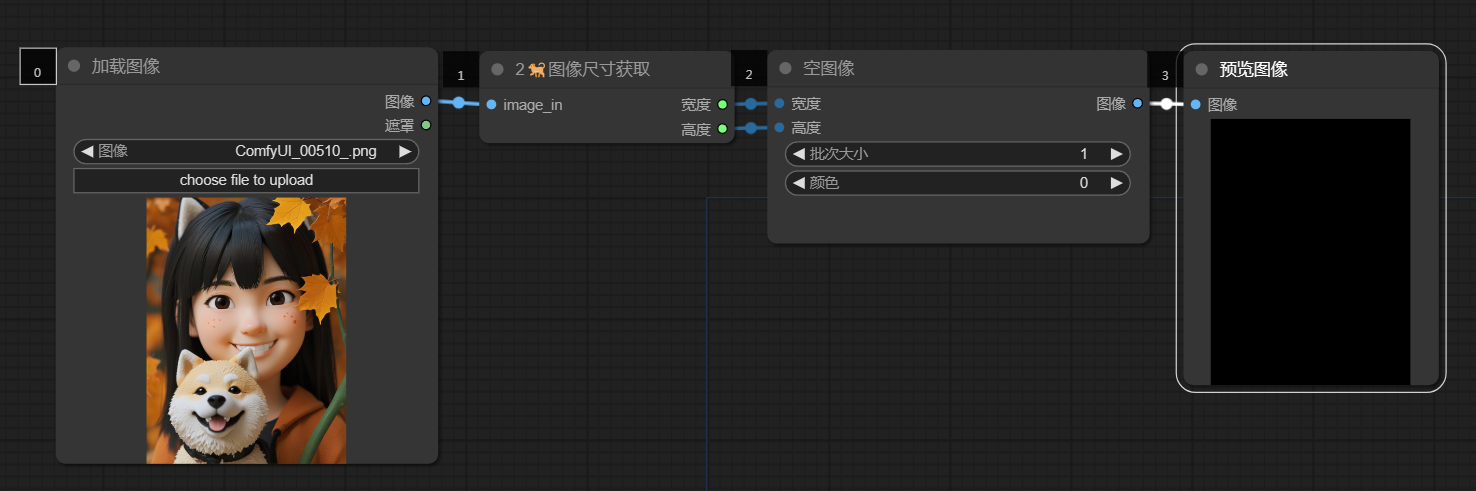 0
加载图像
图像
遮罩
图像 ComfyUI_00510_.png
choose file to upload
1
2🐕图像尺寸获取
image_in 宽度
高度
2
空图像
宽度 图像
高度
批次大小 1
颜色 0
3
预览图像
图像